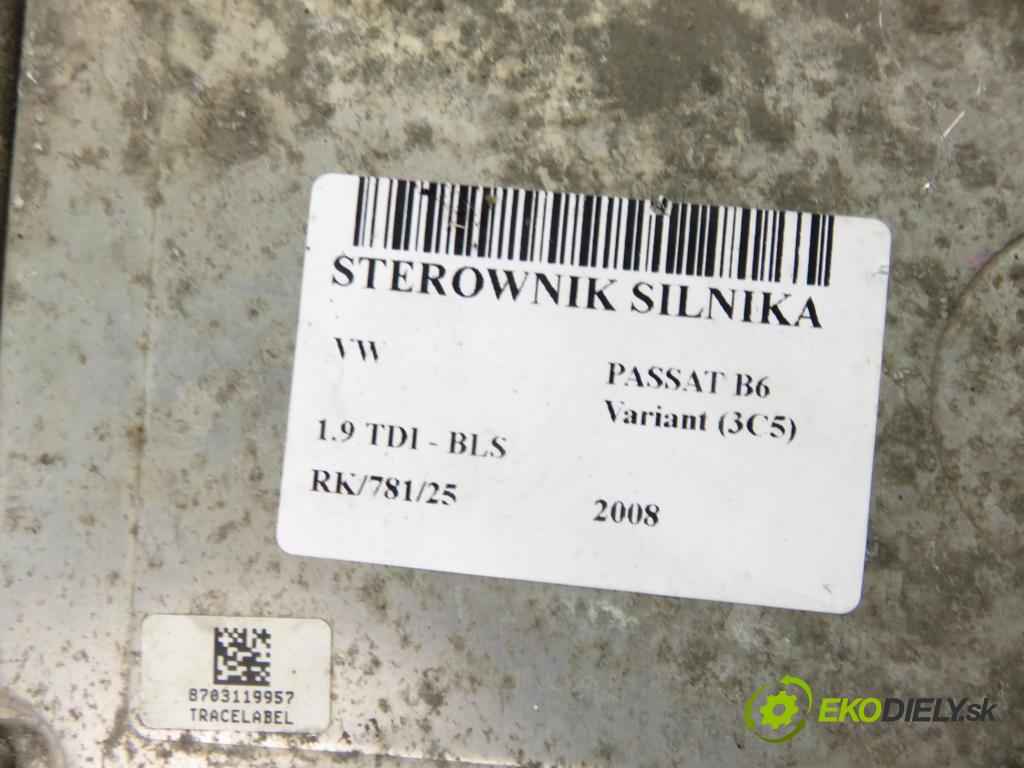 STEROWNIK SILNIKA
VW
PASSAT B6
Variant (3C5)
1.9 TDI - BLS
RK/781/25
2008
8703119957
TRACELABEL
EKODIELY.sk